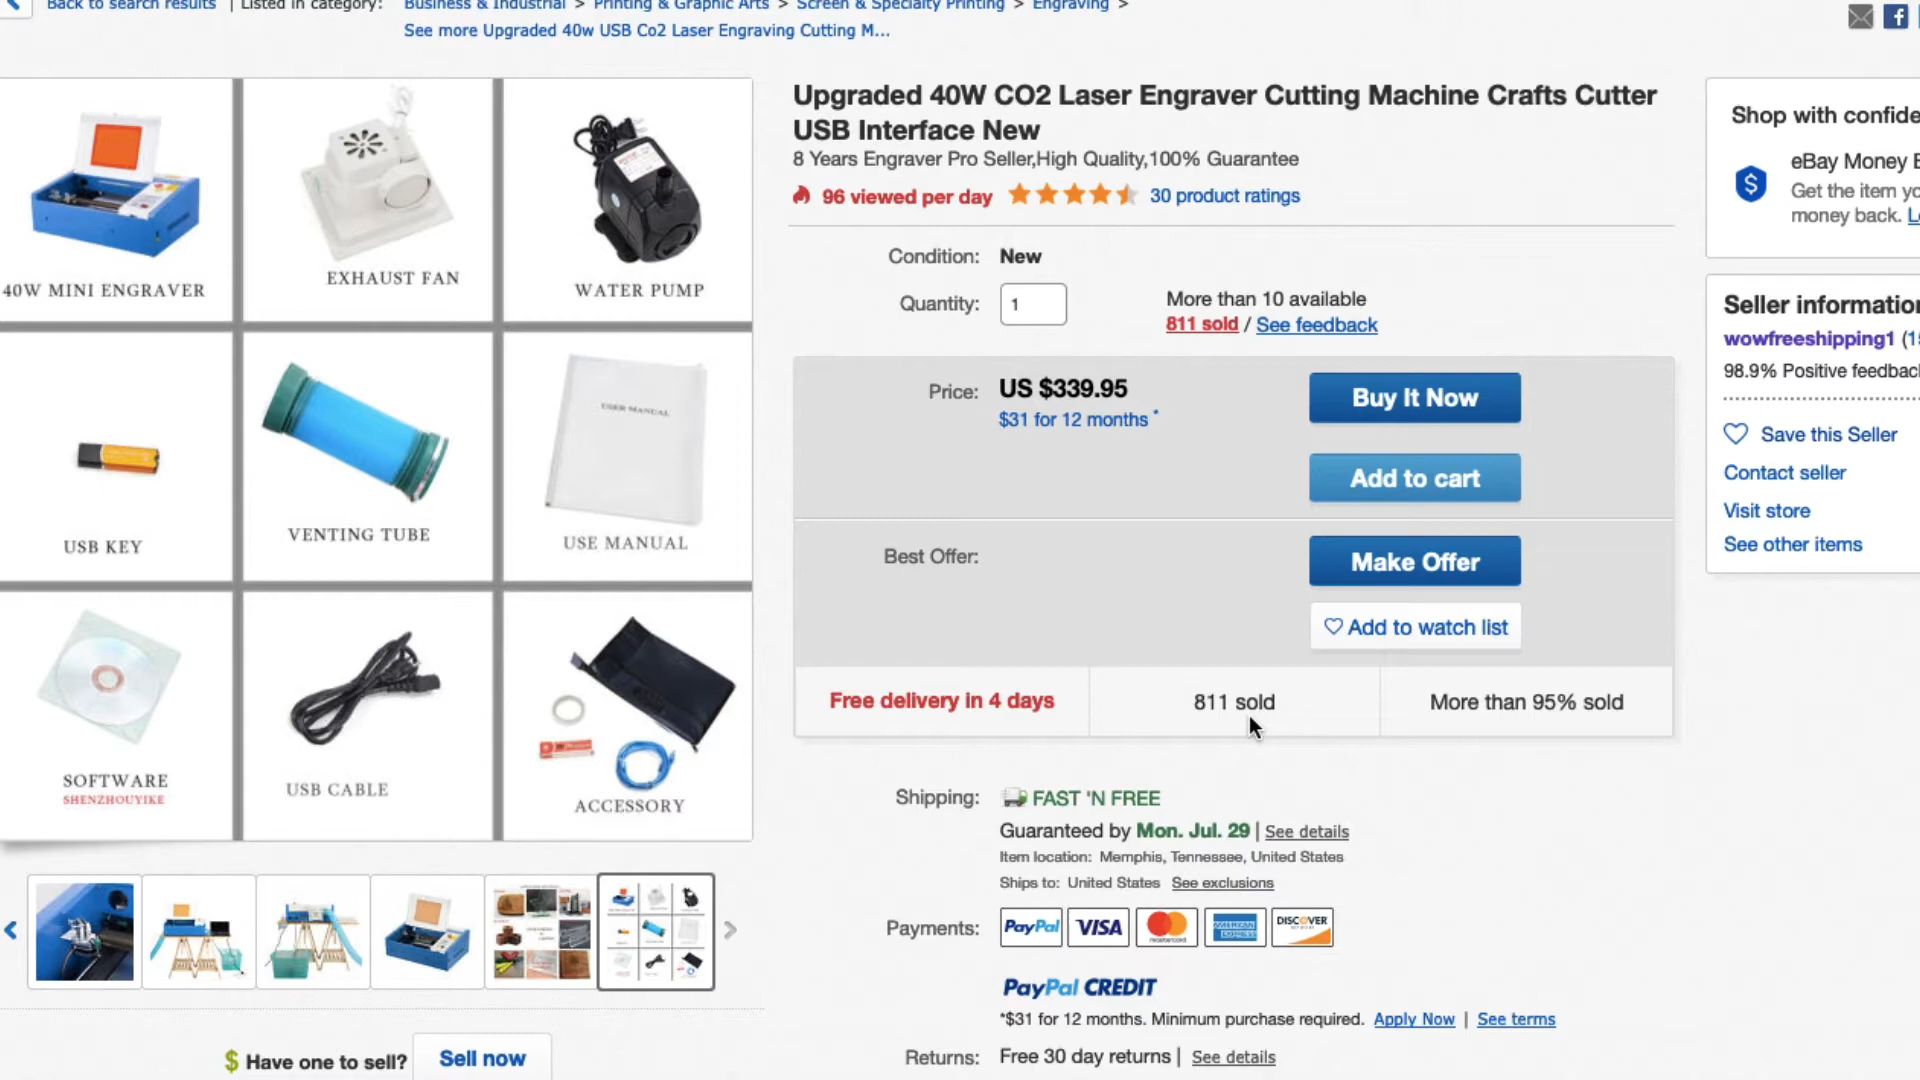 Back to search results | Listed in category: Business & Industrial > Printing & Graphic Arts > Screen & Specialty Printing > Engraving >
See more Upgraded 40w USB Co2 Laser Engraving Cutting M...
40W MINI ENGRAVER
EXHAUST FAN
WATER PUMP
USB KEY
VENTING TUBE
USER MANUAL
USE MANUAL
SOFTWARE
SHENZHOUYIKE
USB CABLE
ACCESSORY
$ Have one to sell? Sell now
Upgraded 40W CO2 Laser Engraver Cutting Machine Crafts Cutter
USB Interface New
8 Years Engraver Pro Seller,High Quality,100% Guarantee
96 viewed per day 30 product ratings
Condition: New
Quantity: 1
More than 10 available
811 sold / See feedback
Price: US $339.95
$31 for 12 months *
Buy It Now
Add to cart
Best Offer:
Make Offer
Add to watch list
Free delivery in 4 days
811 sold
More than 95% sold
Shipping: FAST 'N FREE
Guaranteed by Mon. Jul. 29 | See details
Item location: Memphis, Tennessee, United States
Ships to: United States See exclusions
Payments: PayPal VISA mastercard AMERICAN EXPRESS DISCOVER
PayPal CREDIT
*$31 for 12 months. Minimum purchase required. Apply Now | See terms
Returns: Free 30 day returns | See details
Shop with confide
eBay Money
Get the item yo
money back.
Seller information
wowfreeshipping1
98.9% Positive feedbac
Save this Seller
Contact seller
Visit store
See other items